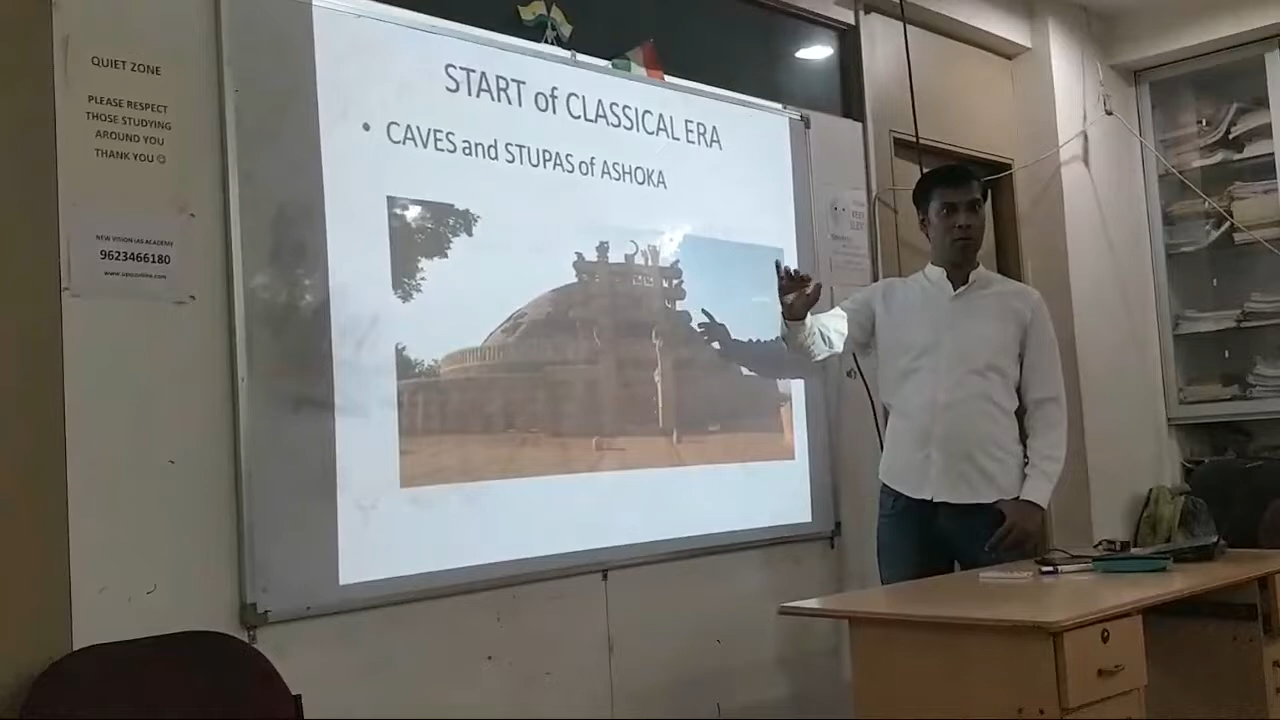 QUIET ZONE
PLEASE RESPECT
THOSE STUDYING
AROUND YOU
THANK YOU ☺
NEW VISION IAS ACADEMY
9623466180
www.upsconline.com
START of CLASSICAL ERA
• CAVES and STUPAS of ASHOKA